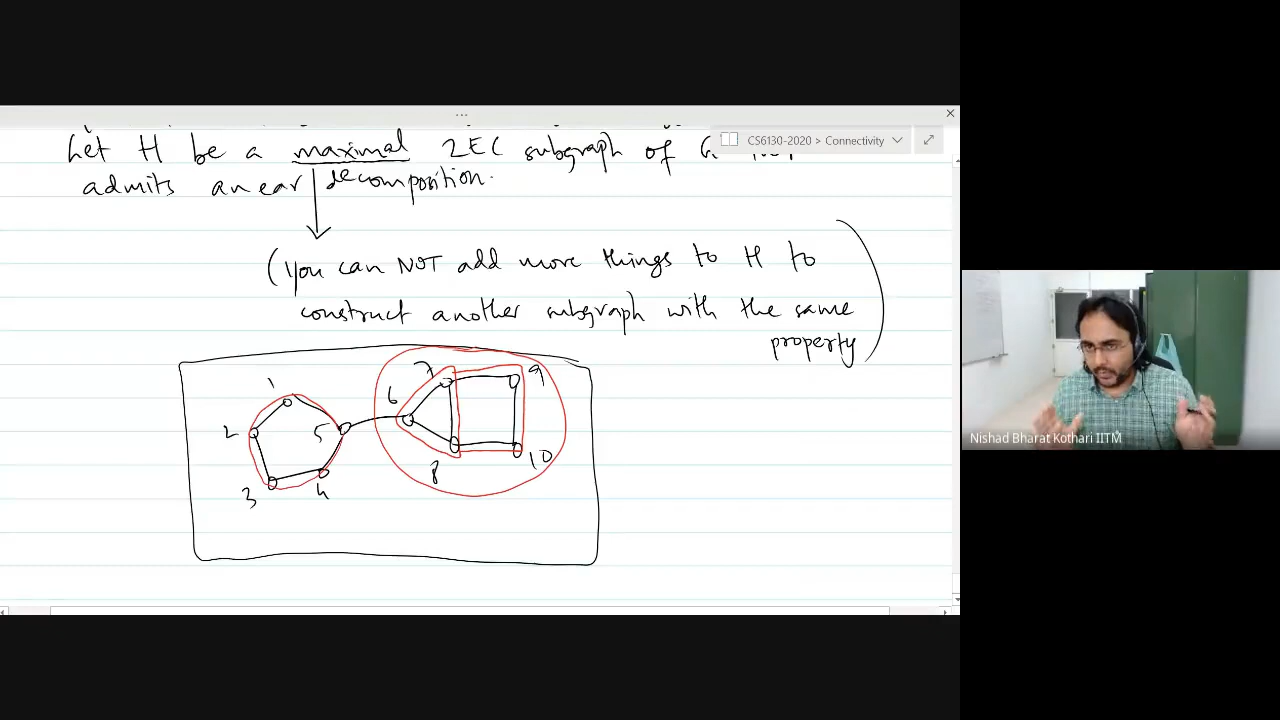 CS6130-2020 > Connectivity
Let H be a maximal 2EC subgraph of G
admits an ear decomposition.
(you can NOT add more things to H to
construct another subgraph with the same
property)
1
2
3
4
5
6
7
8
9
10
Nishad Bharat Kothari IITM